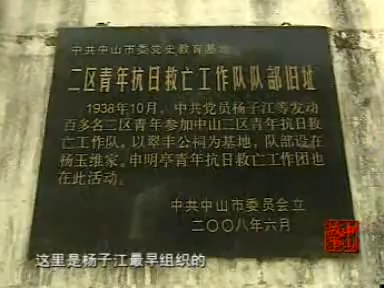 中共中山市委党史教育基地
二区青年抗日救亡工作队队部旧址
1938年10月，中共党员杨子江等发动
百多名二区青年参加中山二区青年抗日救
亡工作队，以翠丰公祠为基地，队部设在
杨玉维家。申明亭青年抗日救亡工作团也
在此活动。
中共中山市委员会立
二〇〇八年六月
这里是杨子江最早组织的